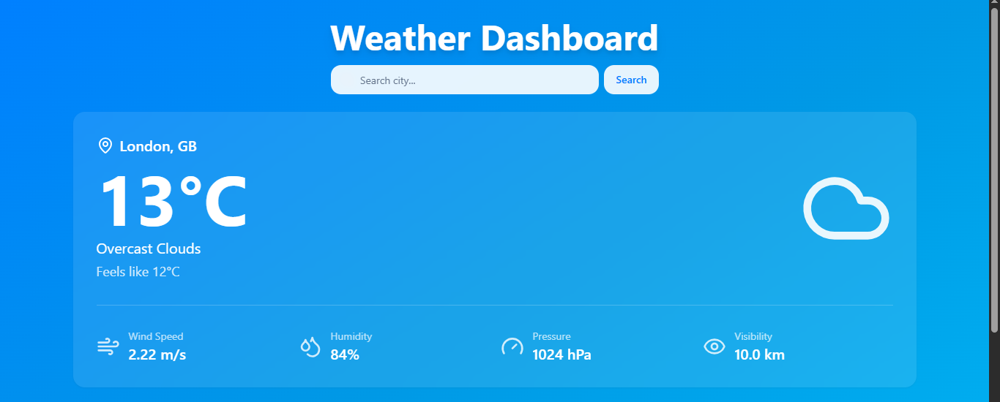 Weather Dashboard
Search city...
Search
London, GB
13°C
Overcast Clouds
Feels like 12°C
Wind Speed
2.22 m/s
Humidity
84%
Pressure
1024 hPa
Visibility
10.0 km